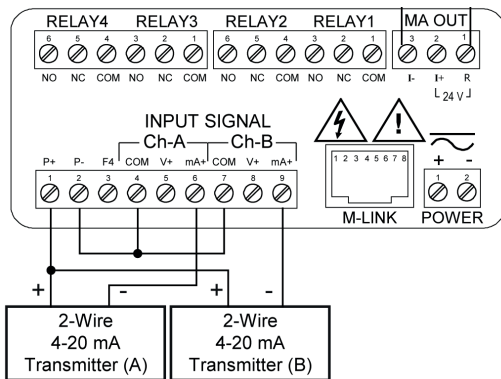 RELAY4 RELAY3 RELAY2 RELAY1 MA OUT
6 5 4 3 2 1 6 5 4 3 2 1 3 2 1
NO NC COM NO NC COM NO NC COM NO NC COM I- I+ R
24 V
INPUT SIGNAL
Ch-A Ch-B
P+ P- F4 COM V+ mA+ COM V+ mA+
1 2 3 4 5 6 7 8 9
1 2 3 4 5 6 7 8
+ -
1 2
M-LINK POWER
+ - + -
2-Wire
4-20 mA
Transmitter (A)
2-Wire
4-20 mA
Transmitter (B)